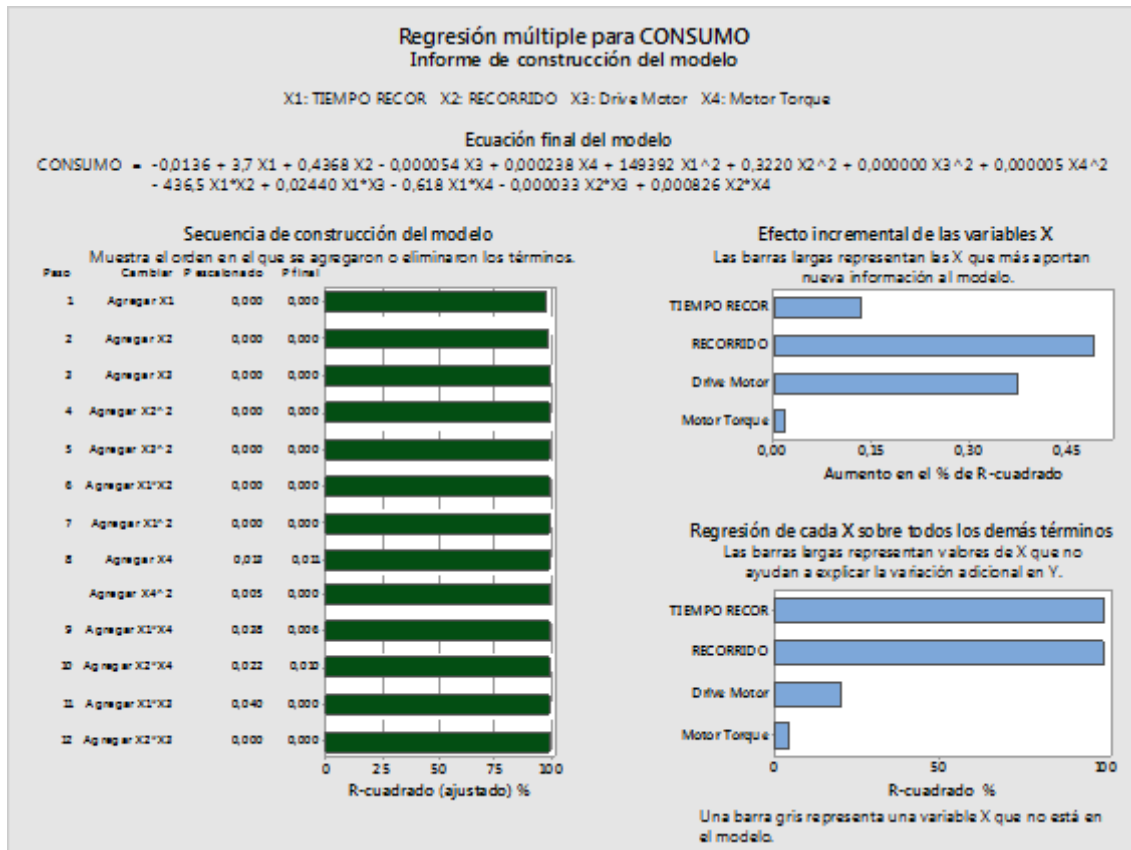 Regresión múltiple para CONSUMO
Informe de construcción del modelo
X1: TIEMPO RECOR X2: RECORRIDO X3: Drive Motor X4: Motor Torque
Ecuación final del modelo
CONSUMO = -0,0136 + 3,7 X1 + 0,4368 X2 - 0,000054 X3 + 0,000238 X4 + 149392 X1^2 + 0,3220 X2^2 + 0,000000 X3^2 + 0,000005 X4^2
- 436,5 X1*X2 + 0,02440 X1*X3 - 0,618 X1*X4 - 0,000033 X2*X3 + 0,000826 X2*X4
Secuencia de construcción del modelo
Muestra el orden en el que se agregaron o eliminaron los términos.
Paso Cambiar P escalonado P final
1 Agregar X1 0,000 0,000
2 Agregar X2 0,000 0,000
3 Agregar X3 0,000 0,000
4 Agregar X2^2 0,000 0,000
5 Agregar X3^2 0,000 0,000
6 Agregar X1*X2 0,000 0,000
7 Agregar X1^2 0,000 0,000
8 Agregar X4 0,011
Agregar X4^2 0,005 0,000
9 Agregar X1*X4 0,006
10 Agregar X2*X4 0,022 0,010
11 Agregar X1*X3 0,040 0,000
12 Agregar X2*X3 0,000 0,000
0 25 50 75 100
R-cuadrado (ajustado) %
Efecto incremental de las variables X
Las barras largas representan las X que más aportan
nueva información al modelo.
TIEMPO RECOR
RECORRIDO
Drive Motor
Motor Torque
0,00 0,15 0,30 0,45
Aumento en el % de R-cuadrado
Regresión de cada X sobre todos los demás términos
Las barras largas representan valores de X que no
ayudan a explicar la variación adicional en Y.
TIEMPO RECOR
RECORRIDO
Drive Motor
Motor Torque
0 50 100
R-cuadrado %
Una barra gris representa una variable X que no está en
el modelo.